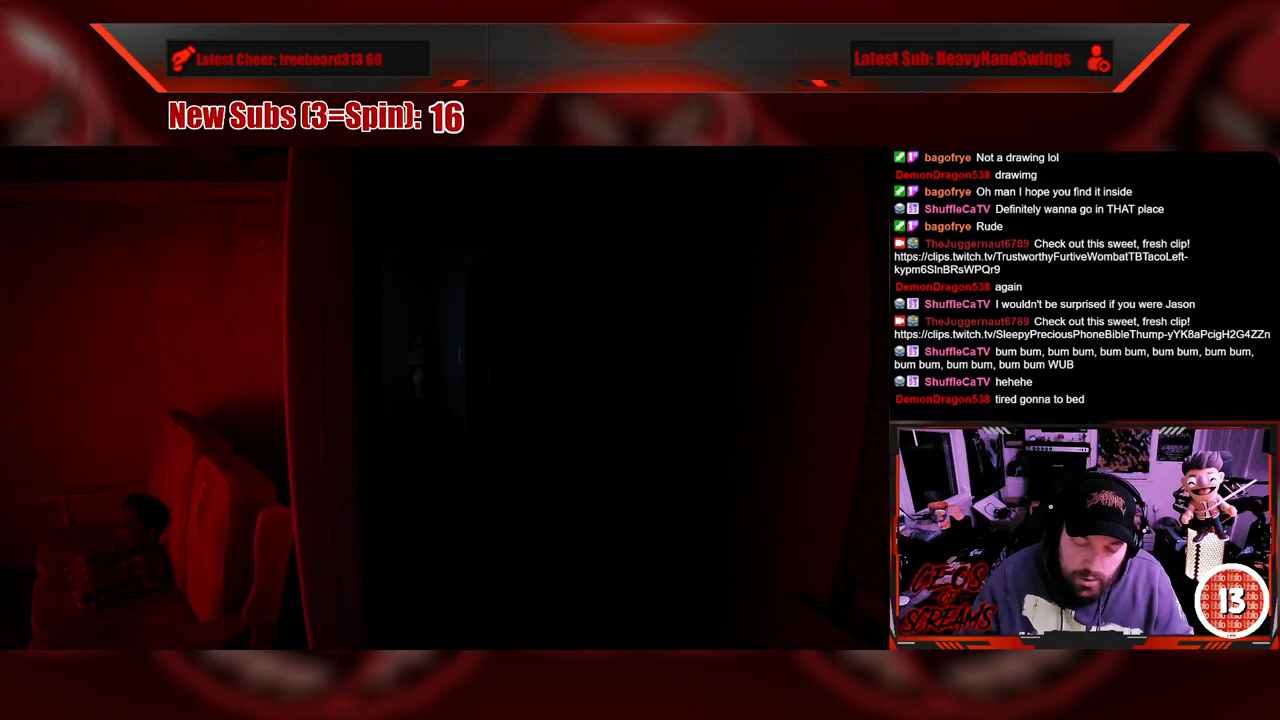 Latest Cheer: treebeard313 69
Latest Sub: HeavyHandSwings
New Subs (3=Spin): 16
bagofrye Not a drawing lol
DemonDragon538 drawimg
bagofrye Oh man I hope you find it inside
ShuffleCaTV Definitely wanna go in THAT place
bagofrye Rude
TheJuggernaut6789 Check out this sweet, fresh clip!
https://clips.twitch.tv/TrustworthyFurtiveWombatTBTacoLeft-
kypm6SlnBRsWPQr9
DemonDragon538 again
ShuffleCaTV I wouldn't be surprised if you were Jason
TheJuggernaut6789 Check out this sweet, fresh clip!
https://clips.twitch.tv/SleepyPreciousPhoneBibleThump-yYK8aPcigH2G4ZZn
ShuffleCaTV bum bum, bum bum, bum bum, bum bum, bum bum,
bum bum, bum bum, bum bum WUB
ShuffleCaTV hehehe
DemonDragon538 tired gonna to bed
SCREAMS
13